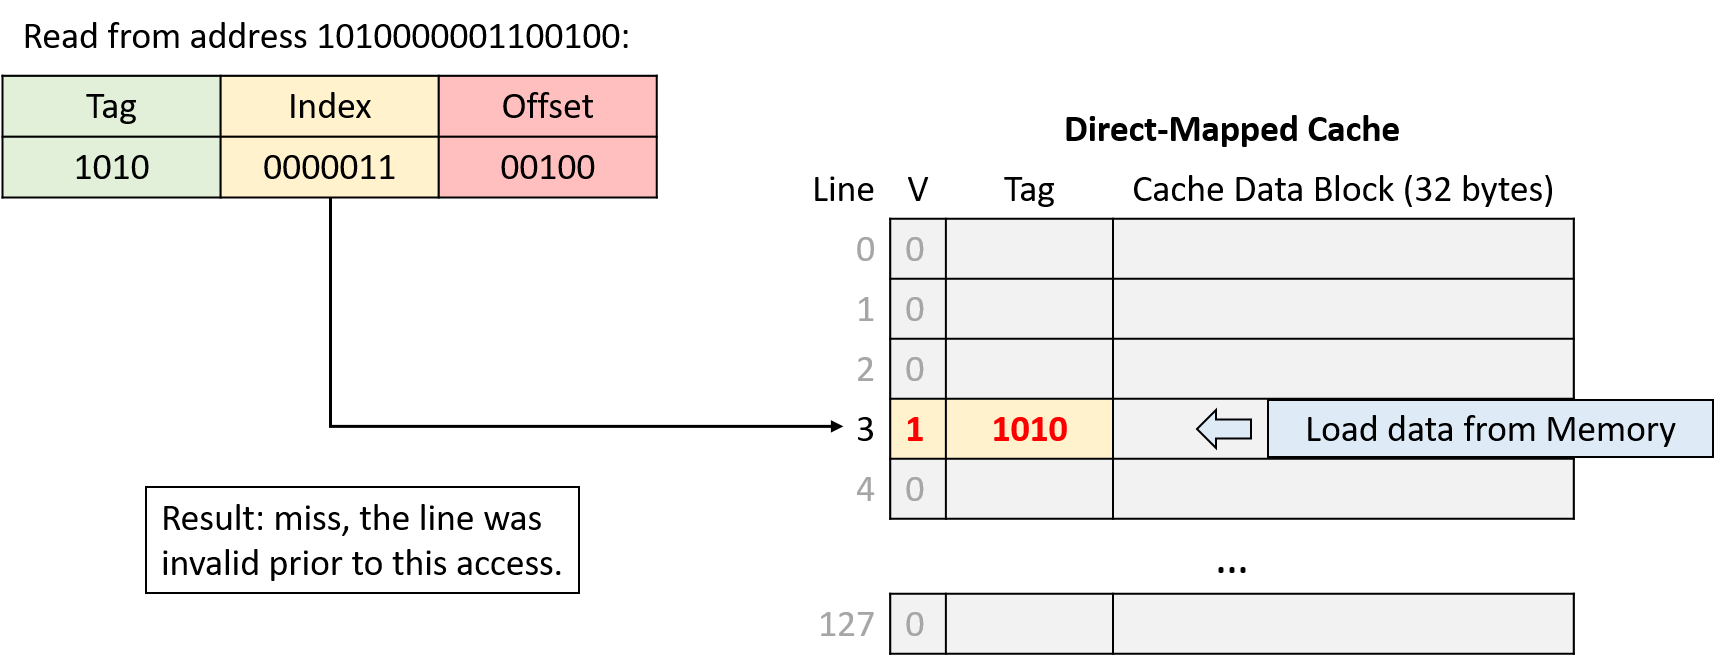 Read from address 1010000001100100:
Tag Index Offset
1010 0000011 00100
Direct-Mapped Cache
Line V Tag Cache Data Block (32 bytes)
0 0
1 0
2 0
3 1 1010 Load data from Memory
4 0
Result: miss, the line was
invalid prior to this access.
...
127 0